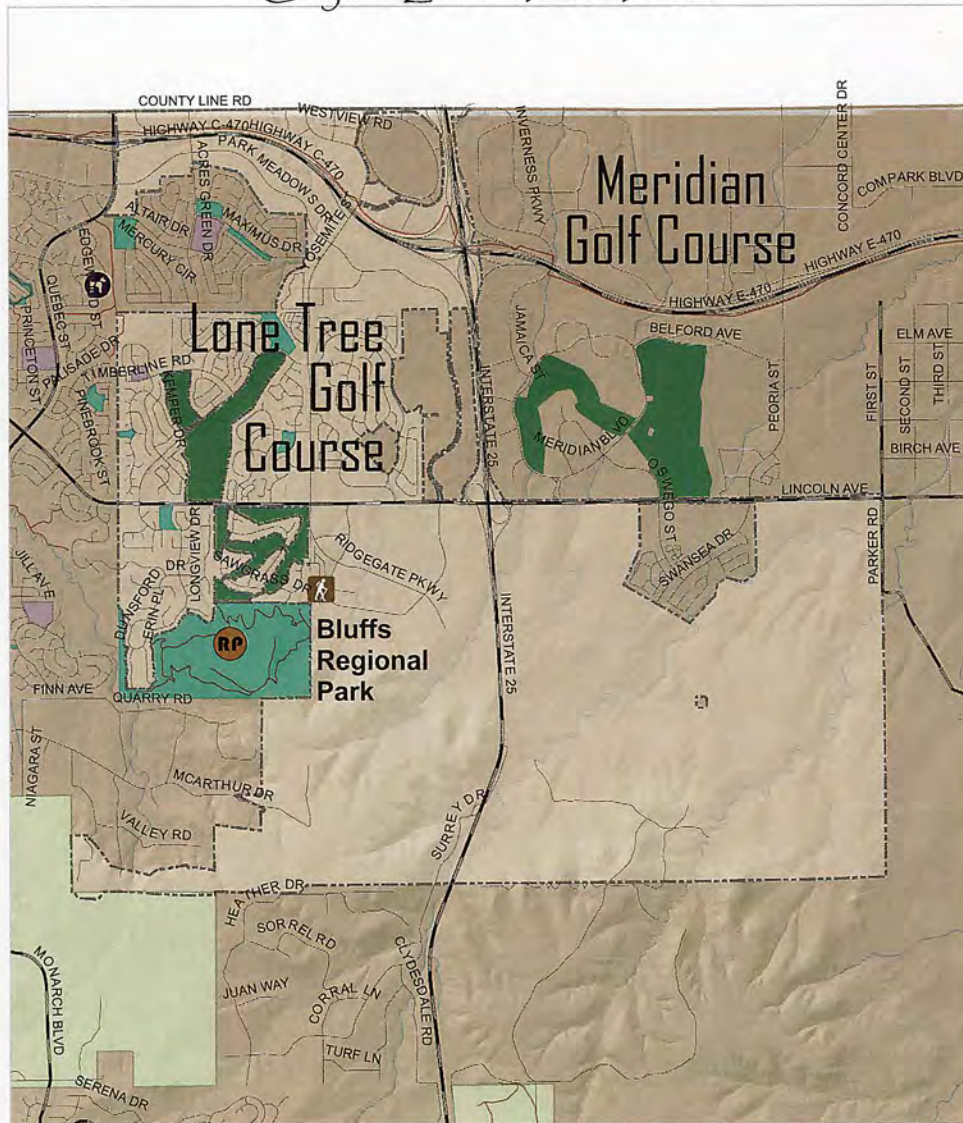 COUNTY LINE RD
WESTVIEW RD
HIGHWAY C-470
HIGHWAY C-470
PARK MEADOWS DR
ACRES GREEN DR
ALTAIR DR
MAXIMUS DR
MERCURY CIR
INVERNESS PKWY
CONCORD CENTER DR
COMPARK BLVD
Meridian
Golf Course
HIGHWAY E-470
HIGHWAY E-470
QUEBEC ST
PRINCETON ST
PALISADE DR
TIMBERLINE RD
KEMPER DR
PINEBROOK ST
Lone Tree
Golf
Course
JAMAICA ST
BELFORD AVE
INTERSTATE 25
MERIDIAN BLVD
PEORIA ST
FIRST ST
SECOND ST
THIRD ST
ELM AVE
BIRCH AVE
OSWEGO ST
LINCOLN AVE
LONGVIEW DR
RIDGEGATE PKWY
SAWGRASS DR
SWANSEA DR
PARKER RD
JILL AVE
DUNSFORD
DR
ERIN PL
RP
Bluffs
Regional
Park
INTERSTATE 25
FINN AVE
QUARRY RD
NIAGARA ST
MCARTHUR DR
VALLEY RD
SURREY DR
HEATHER DR
SORREL RD
CLYDESDALE RD
MONARCH BLVD
JUAN WAY
CORRAL LN
TURF LN
SERENA DR